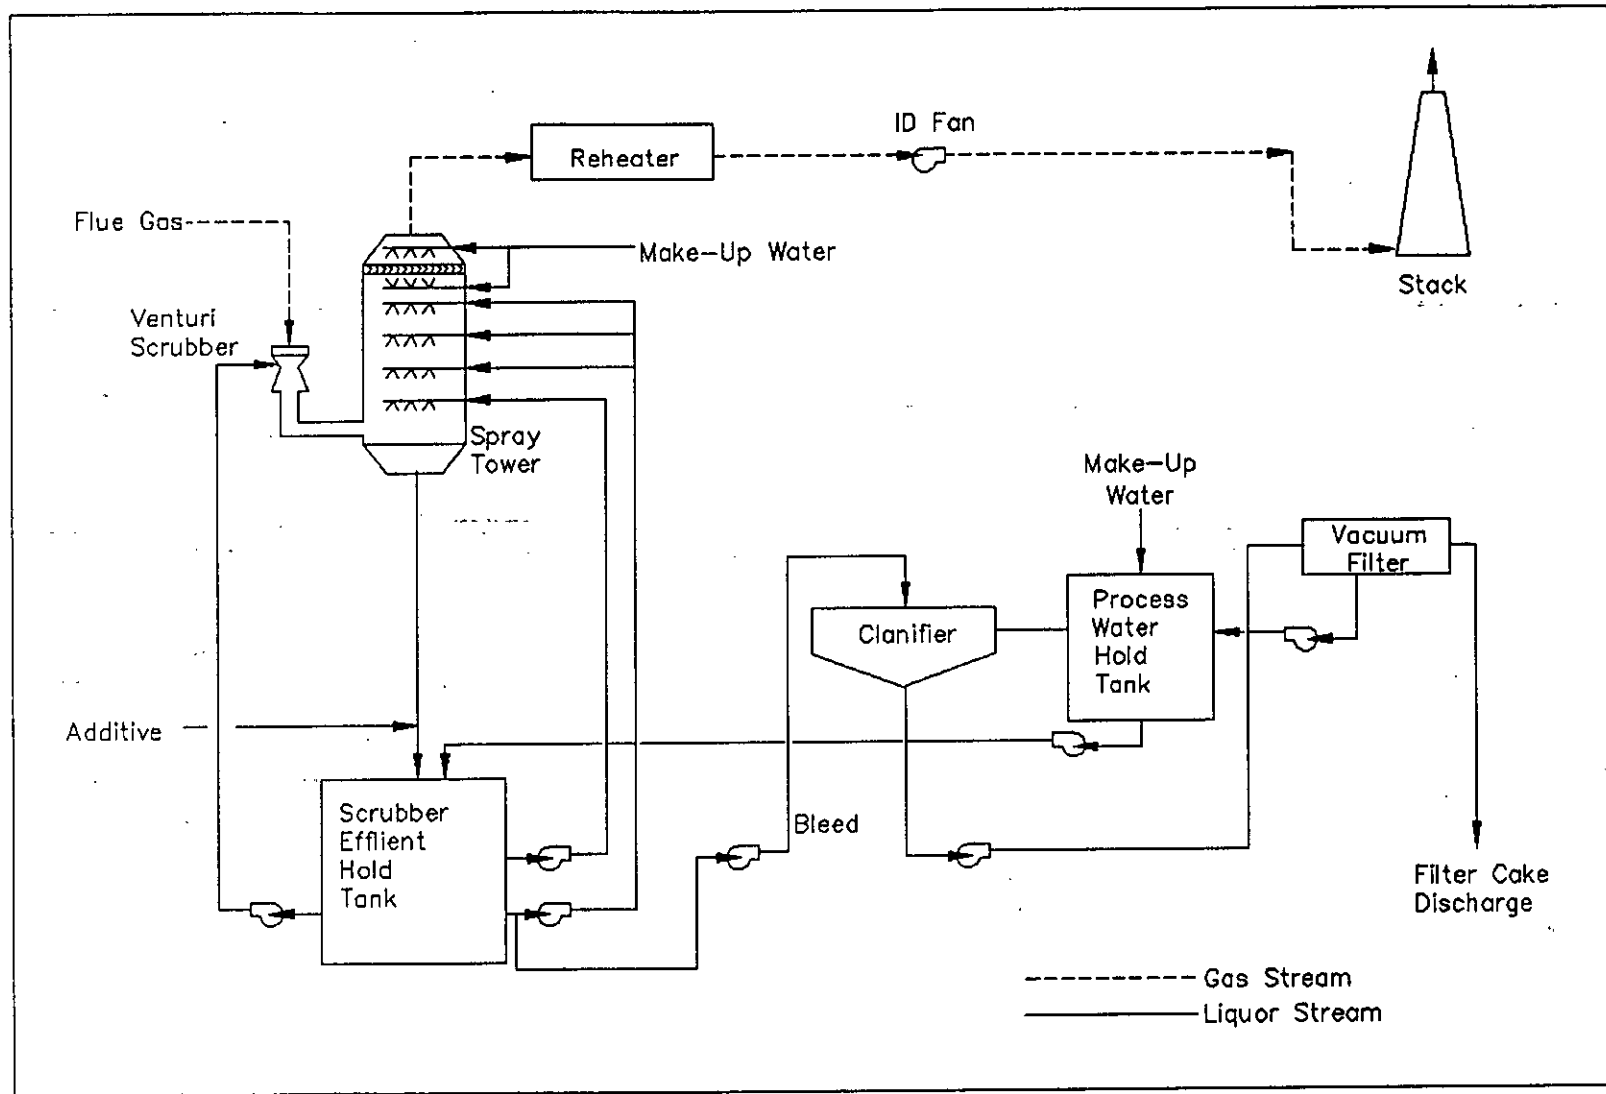 ID Fan
Reheater
Flue Gas
Make-Up Water
Stack
Venturi
Scrubber
Spray
Tower
Make-Up
Water
Vacuum
Filter
Process
Water
Hold
Tank
Clanifier
Additive
Scrubber
Efflient
Hold
Tank
Bleed
Filter Cake
Discharge
Gas Stream
Liquor Stream